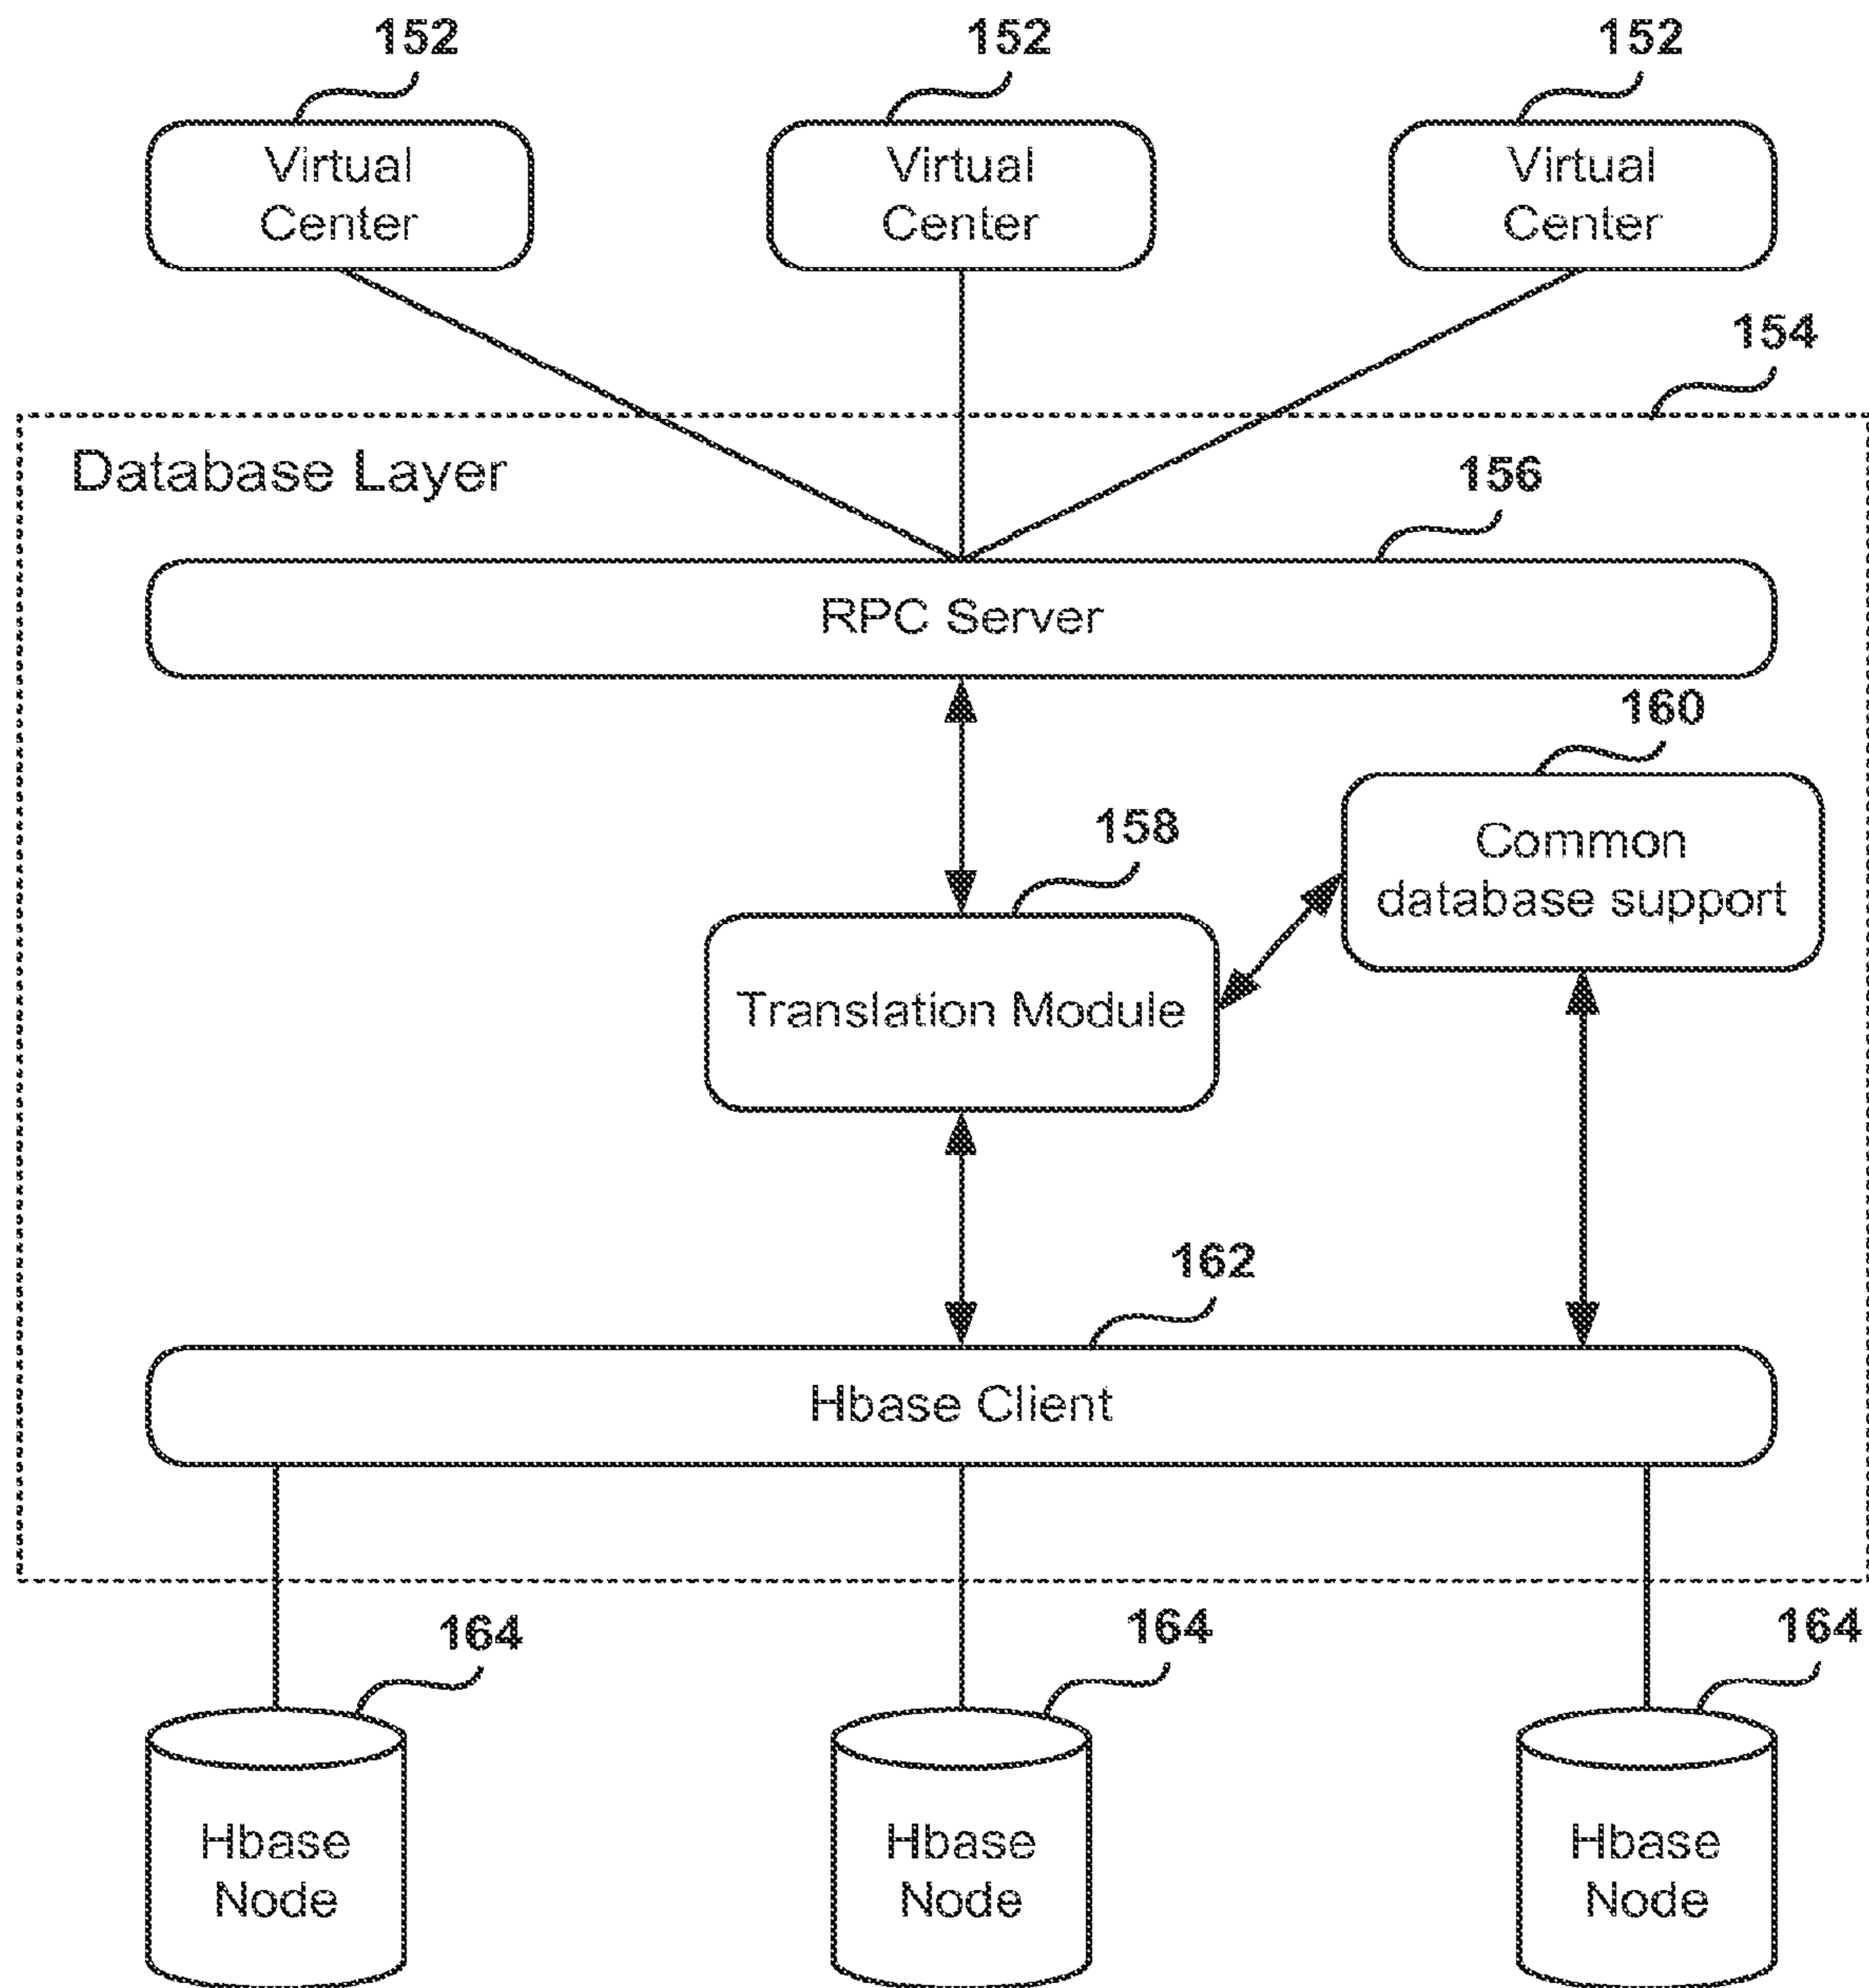 152 152 152
Virtual Center
Virtual Center
Virtual Center
154
Database Layer
156
RPC Server
160
Common
database support
158
Translation Module
162
Hbase Client
164 164 164
Hbase Node
Hbase Node
Hbase Node